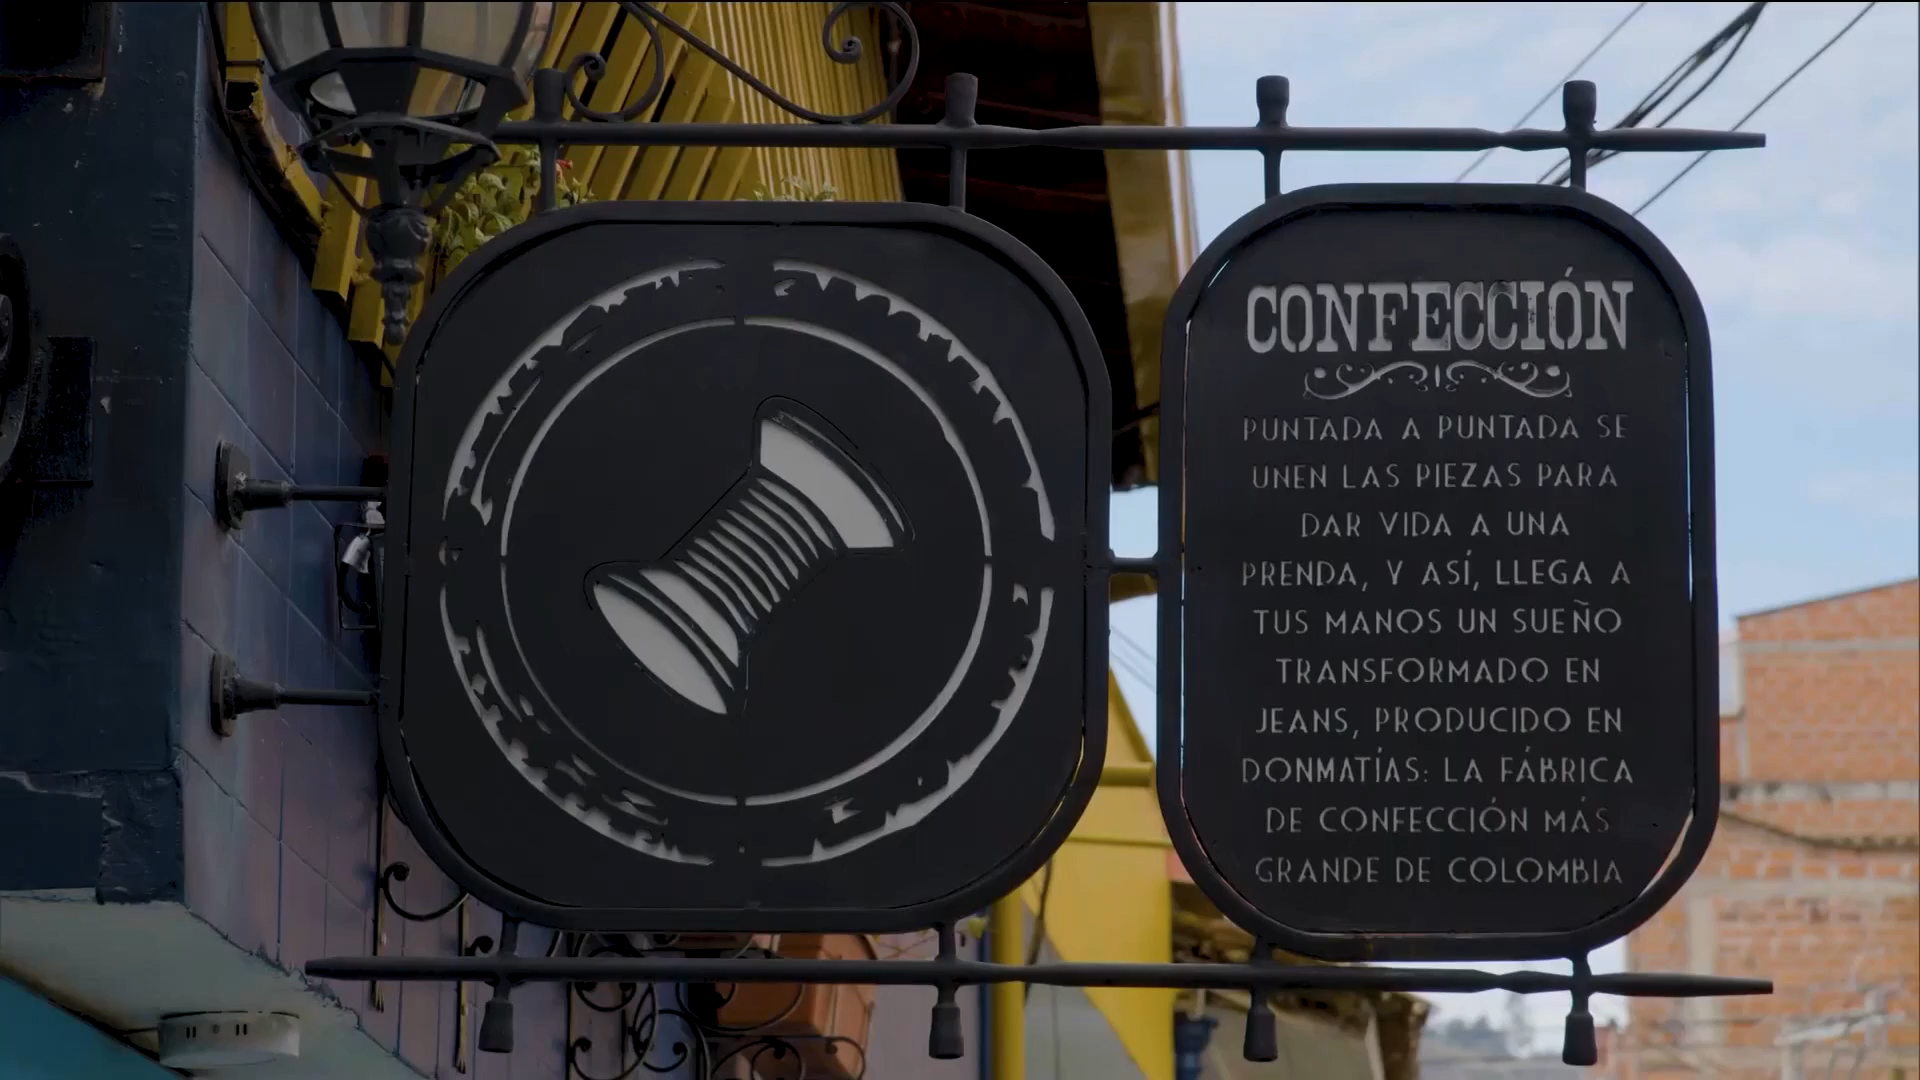 CONFECCIÓN
PUNTADA A PUNTADA SE
UNEN LAS PIEZAS PARA
DAR VIDA A UNA
PRENDA, Y ASÍ, LLEGA A
TUS MANOS UN SUEÑO
TRANSFORMADO EN
JEANS, PRODUCIDO EN
DONMATÍAS: LA FÁBRICA
DE CONFECCIÓN MÁS
GRANDE DE COLOMBIA